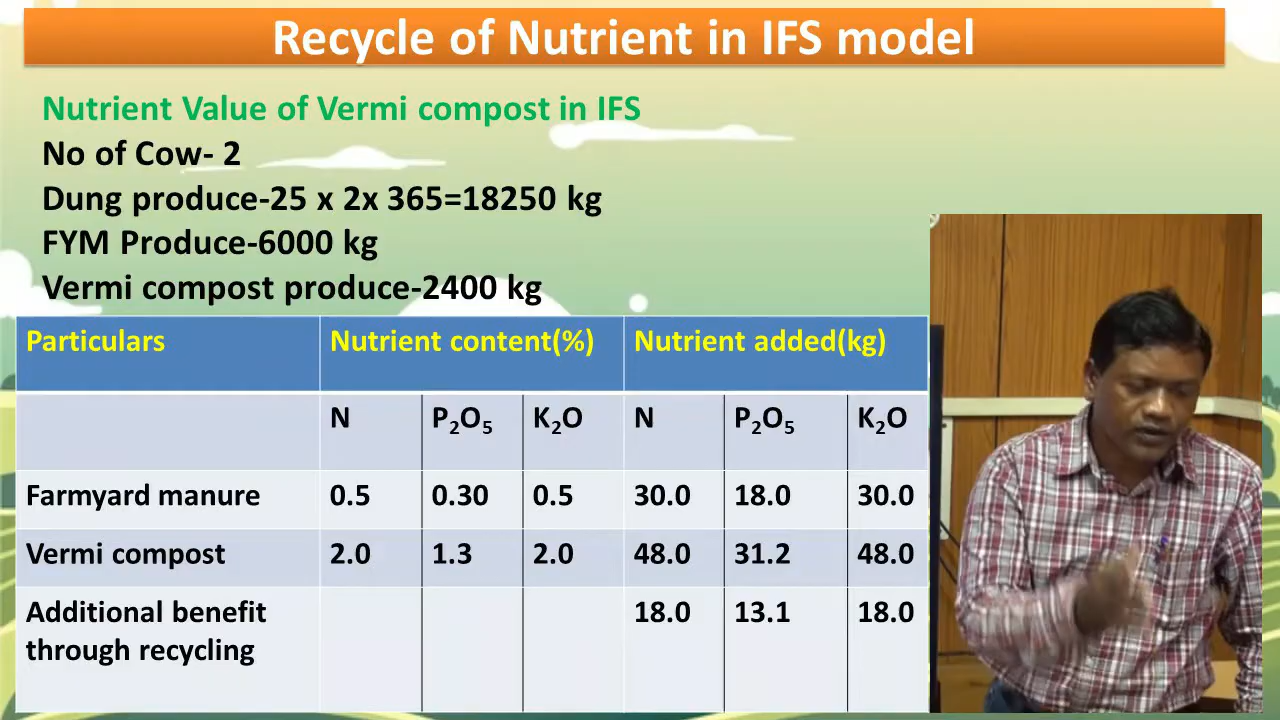 Recycle of Nutrient in IFS model
Nutrient Value of Vermi compost in IFS
No of Cow- 2
Dung produce-25 x 2x 365=18250 kg
FYM Produce-6000 kg
Vermi compost produce-2400 kg
Particulars Nutrient content(%) Nutrient added(kg)
N P₂O₅ K₂O N P₂O₅ K₂O
Farmyard manure 0.5 0.30 0.5 30.0 18.0 30.0
Vermi compost 2.0 1.3 2.0 48.0 31.2 48.0
Additional benefit 18.0 13.1 18.0
through recycling